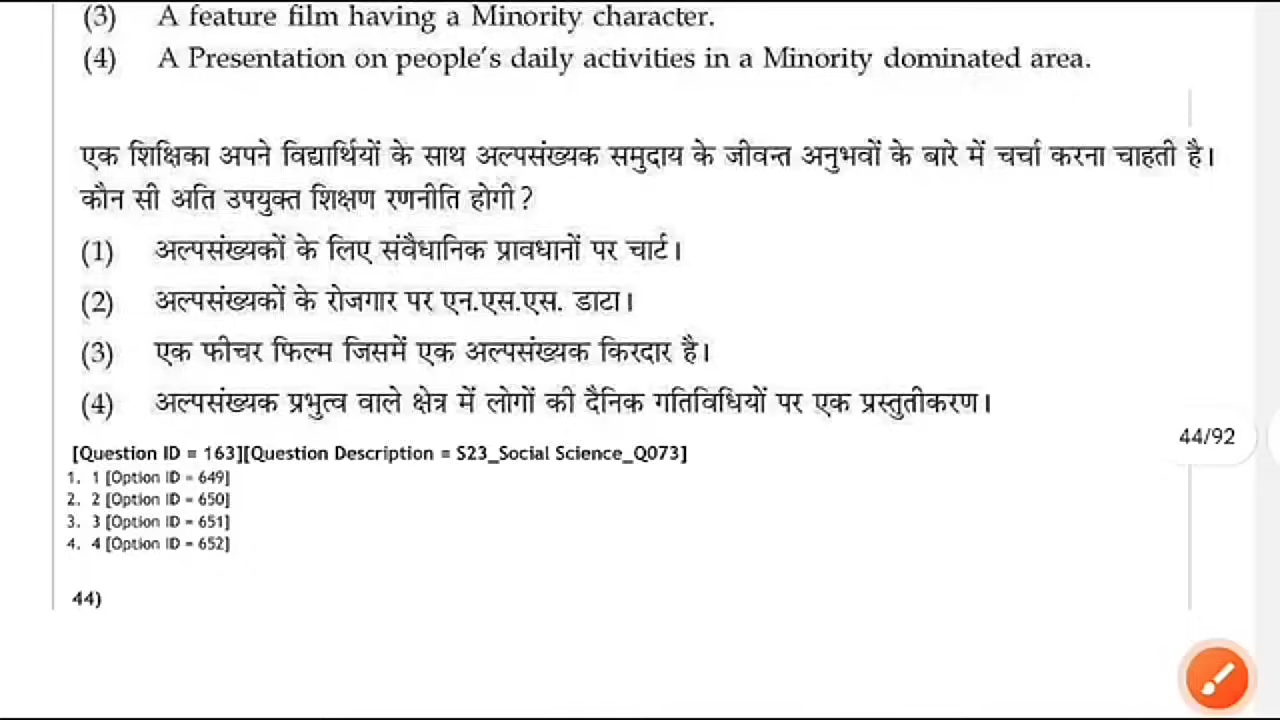 (3) A feature film having a Minority character.
(4) A Presentation on people's daily activities in a Minority dominated area.
एक शिक्षिका अपने विद्यार्थियों के साथ अल्पसंख्यक समुदाय के जीवन्त अनुभवों के बारे में चर्चा करना चाहती है।
कौन सी अति उपयुक्त शिक्षण रणनीति होगी ?
(1) अल्पसंख्यकों के लिए संवैधानिक प्रावधानों पर चार्ट।
(2) अल्पसंख्यकों के रोजगार पर एन.एस.एस. डाटा।
(3) एक फीचर फिल्म जिसमें एक अल्पसंख्यक किरदार है।
(4) अल्पसंख्यक प्रभुत्व वाले क्षेत्र में लोगों की दैनिक गतिविधियों पर एक प्रस्तुतीकरण।
44/92
[Question ID = 163][Question Description = S23_Social Science_Q073]
1. 1 [Option ID = 649]
2. 2 [Option ID = 650]
3. 3 [Option ID = 651]
4. 4 [Option ID = 652]
44)